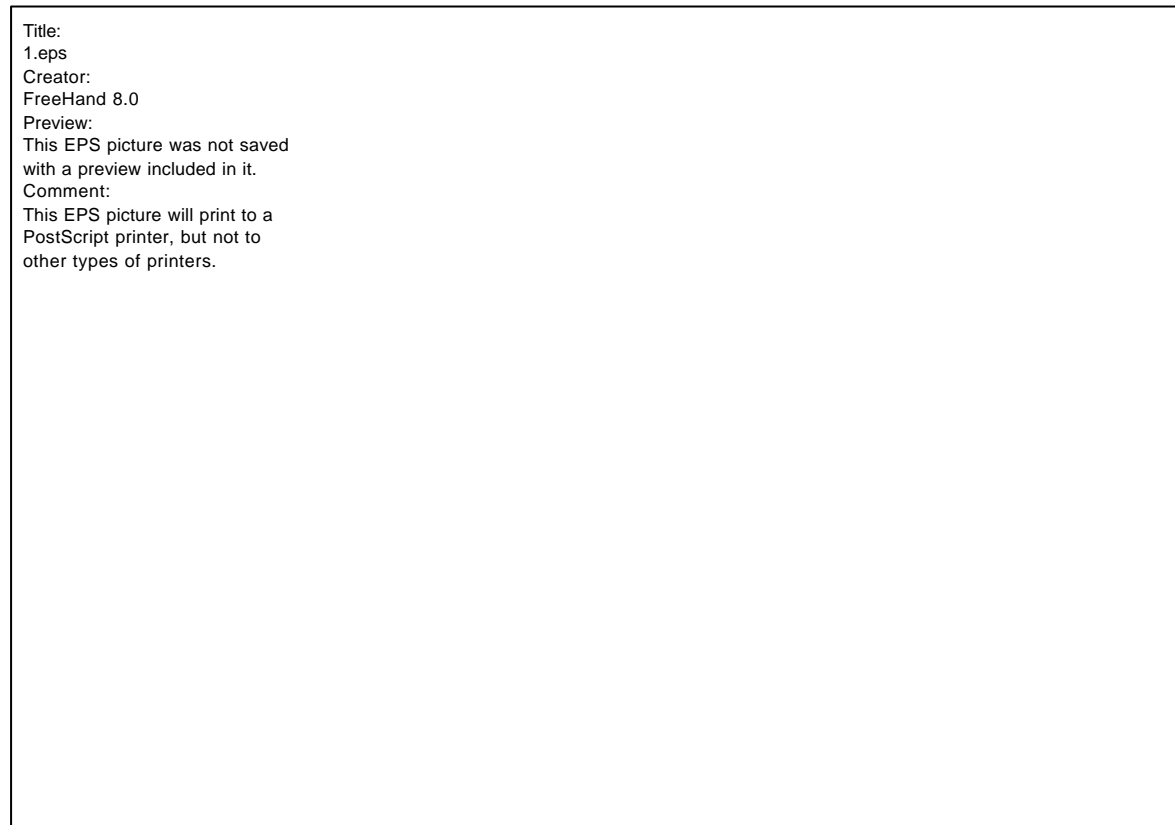 Title:
1.eps
Creator:
FreeHand 8.0
Preview:
This EPS picture was not saved
with a preview included in it.
Comment:
This EPS picture will print to a
PostScript printer, but not to
other types of printers.